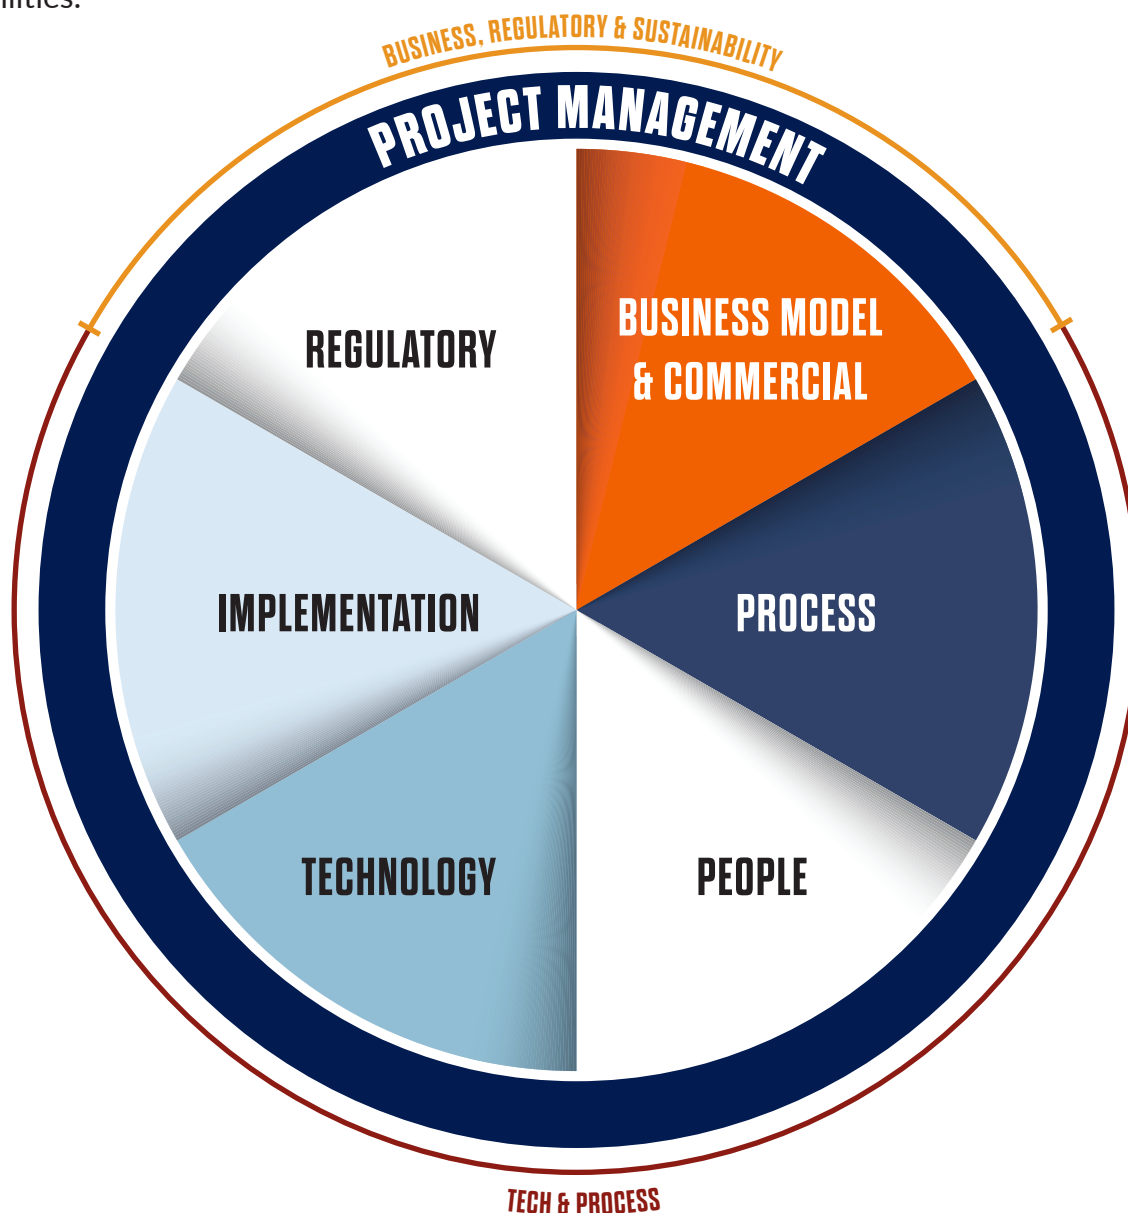 BUSINESS, REGULATORY & SUSTAINABILITY
PROJECT MANAGEMENT
BUSINESS MODEL
& COMMERCIAL
REGULATORY
IMPLEMENTATION
PROCESS
TECHNOLOGY
PEOPLE
TECH & PROCESS